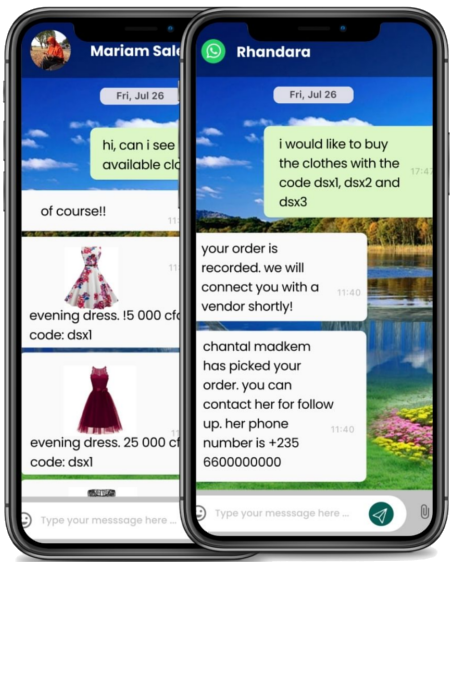 Mariam Sale
Fri, Jul 26
hi, can i see
available clo
of course!!
11:
11
evening dress. !5 000 cfa
code: dsx1
evening dress. 25 000 cf
code: dsx1
Type your messsage here ...
Rhandara
Fri, Jul 26
i would like to buy
the clothes with the
code dsx1, dsx2 and
dsx3
17:47
your order is
recorded. we will
connect you with a
vendor shortly!
11:40
chantal madkem
has picked your
order. you can
contact her for follow
up. her phone
number is +235
6600000000
11:40
Type your messsage here ...